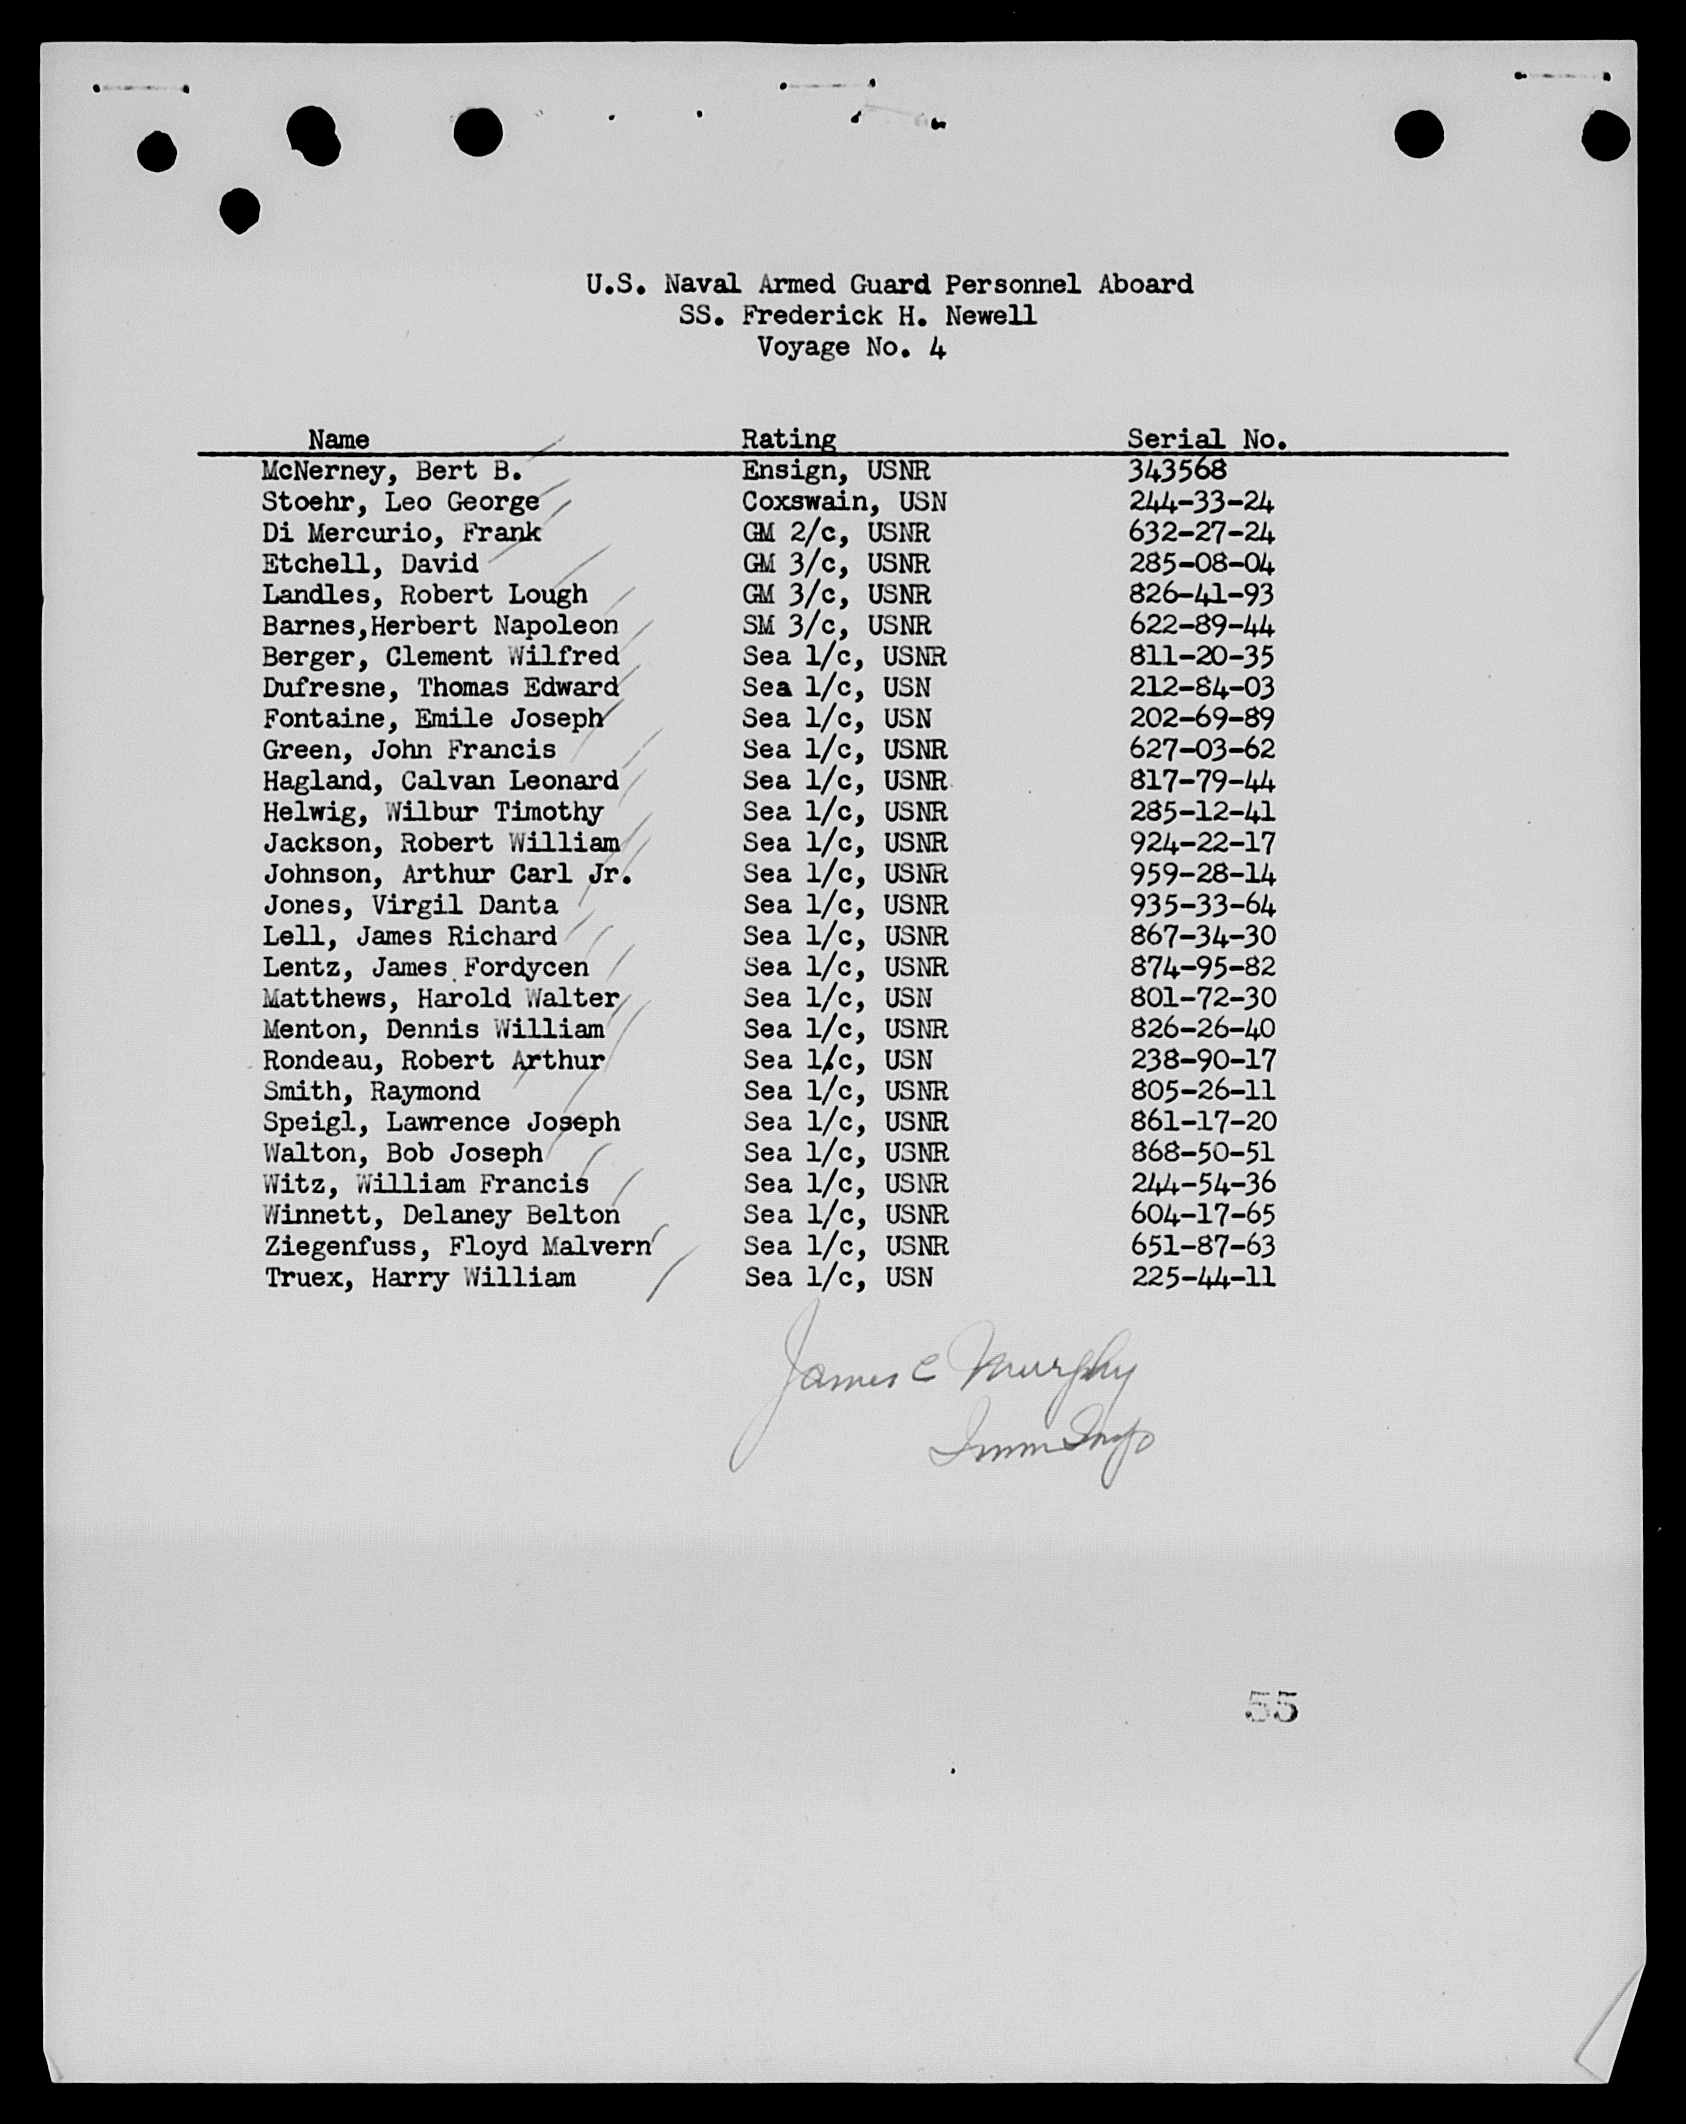 U.S. Naval Armed Guard Personnel Aboard
SS. Frederick H. Newell
Voyage No. 4
Name Rating Serial No.
McNerney, Bert B. Ensign, USNR 343568
Stoehr, Leo George Coxswain, USN 244-33-24
Di Mercurio, Frank GM 2/c, USNR 632-27-24
Etchell, David GM 3/c, USNR 285-08-04
Landles, Robert Lough GM 3/c, USNR 826-41-93
Barnes,Herbert Napoleon SM 3/c, USNR 622-89-44
Berger, Clement Wilfred Sea 1/c, USNR 811-20-35
Dufresne, Thomas Edward Sea 1/c, USN 212-84-03
Fontaine, Emile Joseph Sea 1/c, USN 202-69-89
Green, John Francis Sea 1/c, USNR 627-03-62
Hagland, Calvan Leonard Sea 1/c, USNR 817-79-44
Helwig, Wilbur Timothy Sea 1/c, USNR 285-12-41
Jackson, Robert William Sea 1/c, USNR 924-22-17
Johnson, Arthur Carl Jr. Sea 1/c, USNR 959-28-14
Jones, Virgil Danta Sea 1/c, USNR 935-33-64
Lell, James Richard Sea 1/c, USNR 867-34-30
Lentz, James Fordycen Sea 1/c, USNR 874-95-82
Matthews, Harold Walter Sea 1/c, USN 801-72-30
Menton, Dennis William Sea 1/c, USNR 826-26-40
Rondeau, Robert Arthur Sea 1/c, USN 238-90-17
Smith, Raymond Sea 1/c, USNR 805-26-11
Speigl, Lawrence Joseph Sea 1/c, USNR 861-17-20
Walton, Bob Joseph Sea 1/c, USNR 868-50-51
Witz, William Francis Sea 1/c, USNR 244-54-36
Winnett, Delaney Belton Sea 1/c, USNR 604-17-65
Ziegenfuss, Floyd Malvern Sea 1/c, USNR 651-87-63
Truex, Harry William Sea 1/c, USN 225-44-11
James C Murphy
Imm Insp
55